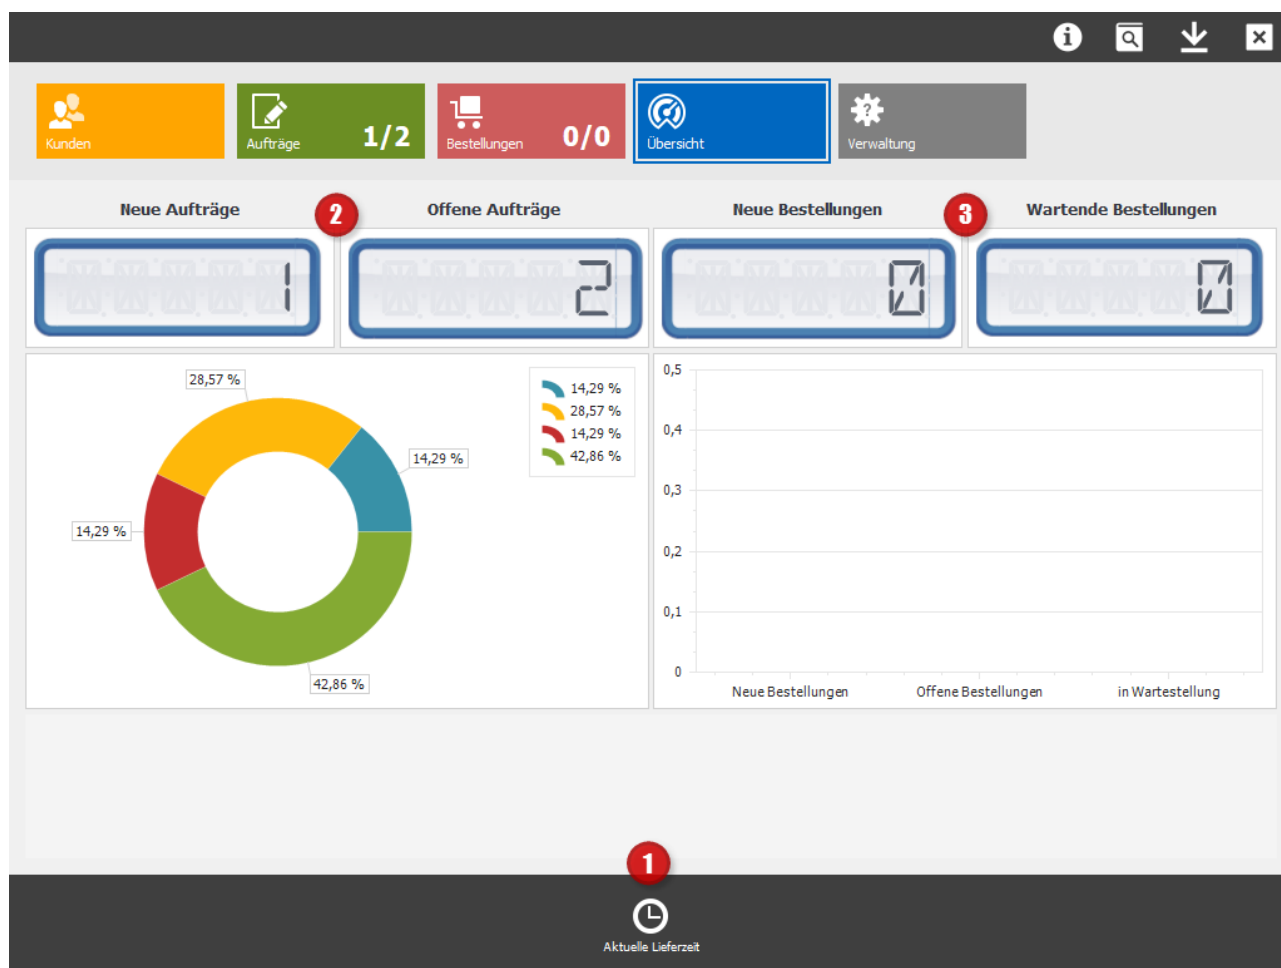 Kunden
Aufträge 1/2
Bestellungen 0/0
Übersicht
Verwaltung
Neue Aufträge
2
Offene Aufträge
Neue Bestellungen
3
Wartende Bestellungen
1
2
0
0
28,57 %
14,29 %
14,29 %
42,86 %
14,29 %
28,57 %
14,29 %
42,86 %
0,5
0,4
0,3
0,2
0,1
0
Neue Bestellungen
Offene Bestellungen
in Wartestellung
1
Aktuelle Lieferzeit